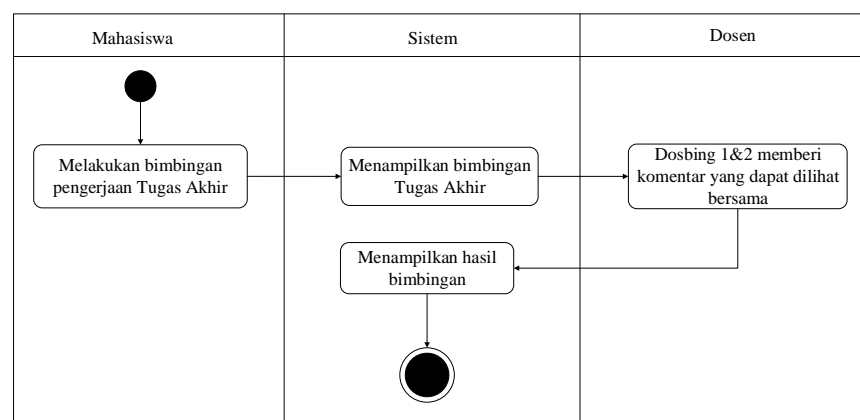 Mahasiswa
Sistem
Dosen
Melakukan bimbingan
pengerjaan Tugas Akhir
Menampilkan bimbingan
Tugas Akhir
Dosbing 1&2 memberi
komentar yang dapat dilihat
bersama
Menampilkan hasil
bimbingan